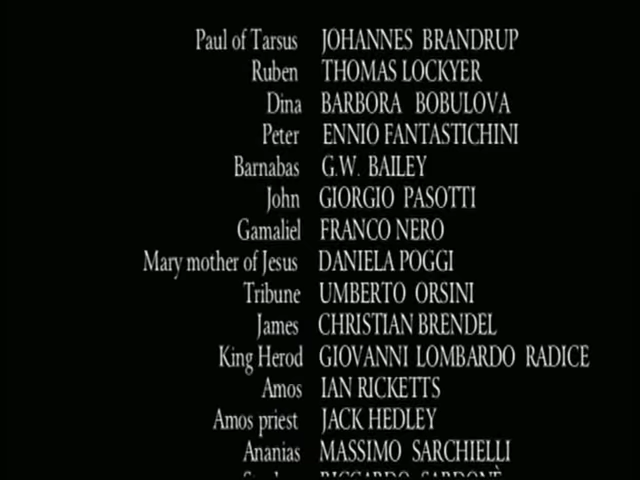 Paul of Tarsus JOHANNES BRANDRUP
Ruben THOMAS LOCKYER
Dina BARBORA BOBULOVA
Peter ENNIO FANTASTICHINI
Barnabas G.W. BAILEY
John GIORGIO PASOTTI
Gamaliel FRANCO NERO
Mary mother of Jesus DANIELA POGGI
Tribune UMBERTO ORSINI
James CHRISTIAN BRENDEL
King Herod GIOVANNI LOMBARDO RADICE
Amos IAN RICKETTS
Amos priest JACK HEDLEY
Ananias MASSIMO SARCHIELLI
RICCARDO SARDONÈ